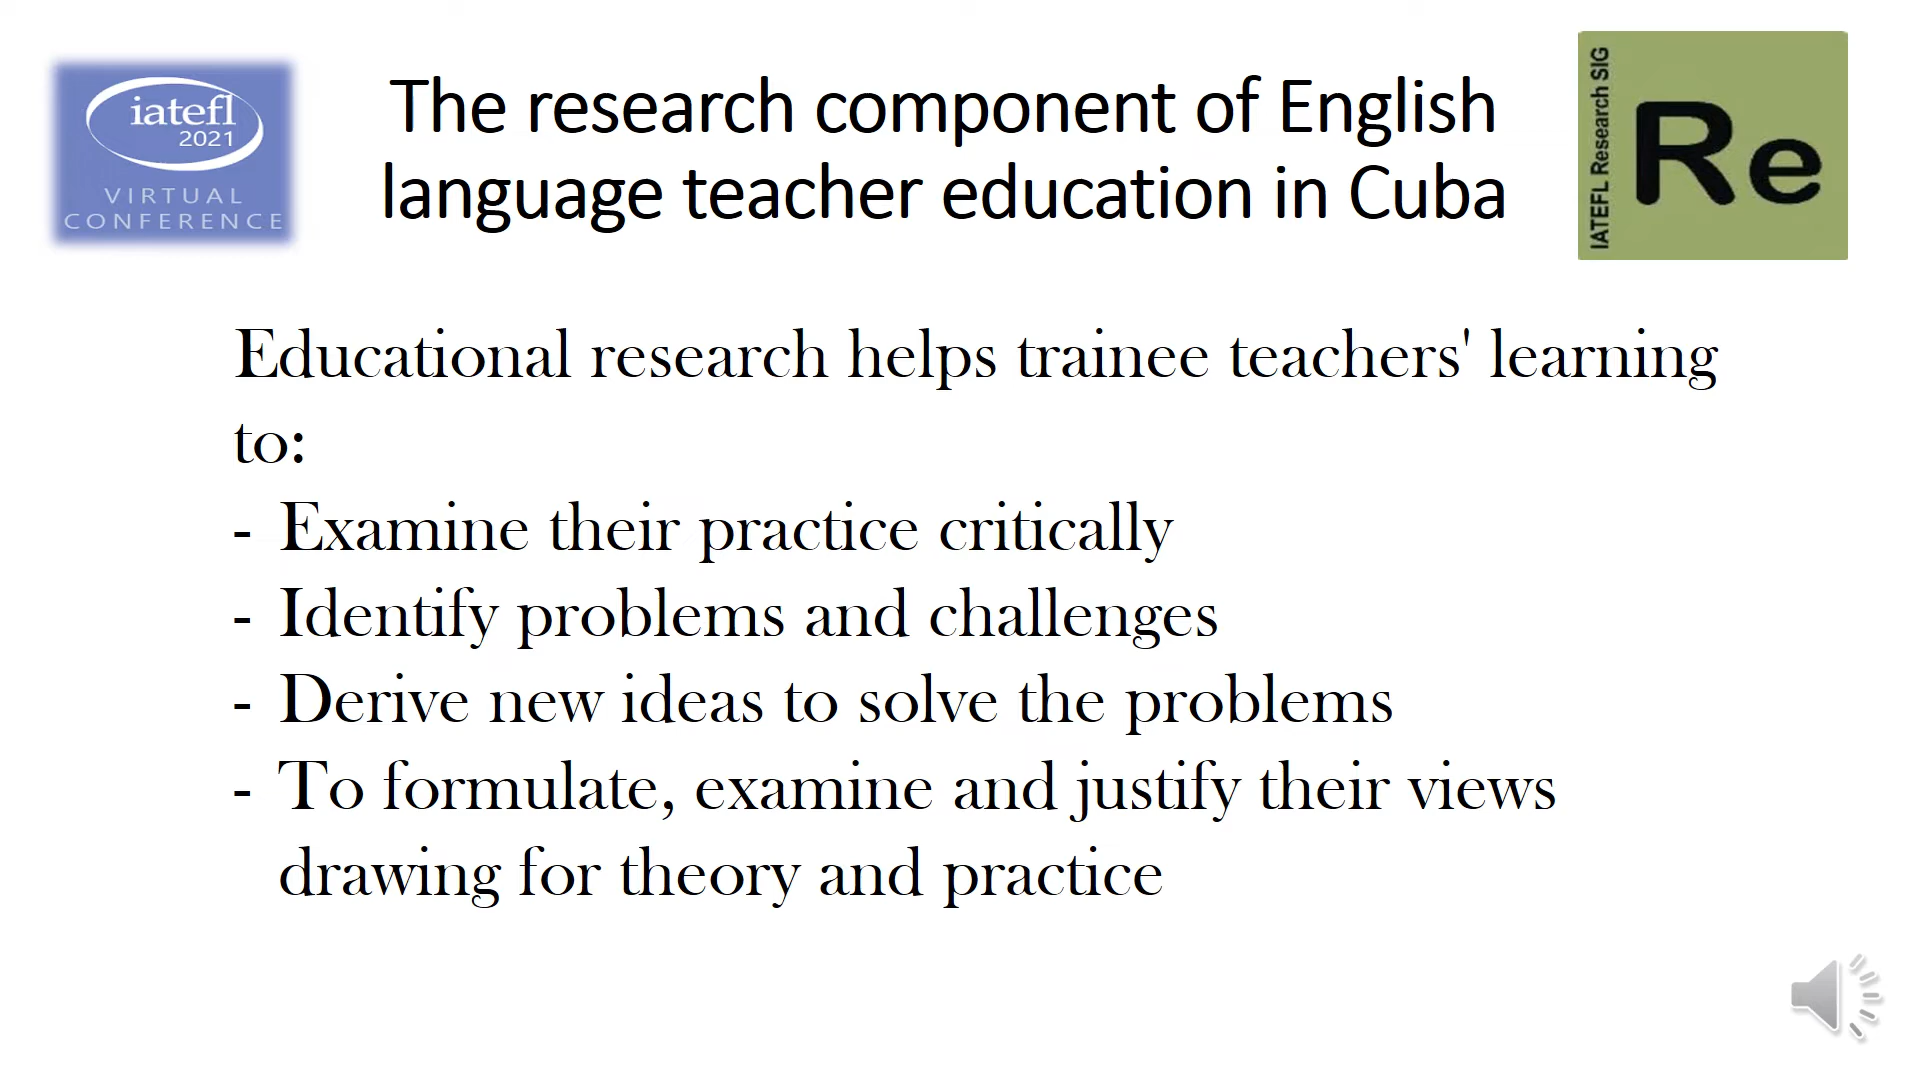 iatefl
2021
VIRTUAL
CONFERENCE
The research component of English
language teacher education in Cuba
IATEFL Research SIG
Re
Educational research helps trainee teachers' learning
to:
- Examine their practice critically
- Identify problems and challenges
- Derive new ideas to solve the problems
- To formulate, examine and justify their views
drawing for theory and practice